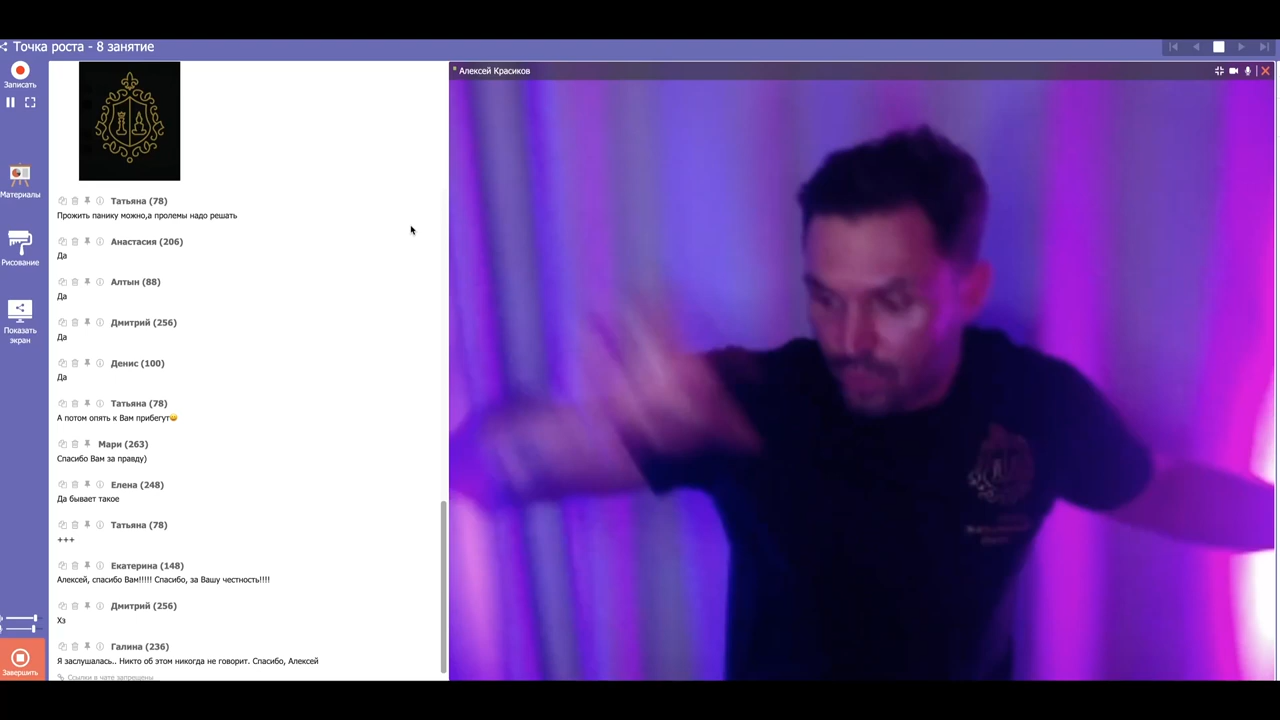 Точка роста - 8 занятие
Записать
Материалы
Рисование
Показать
экран
Завершить
Татьяна (78)
Прожить панику можно,а пролемы надо решать
Анастасия (206)
Да
Алтын (88)
Да
Дмитрий (256)
Да
Денис (100)
Да
Татьяна (78)
А потом опять к Вам прибегут😀
Мари (263)
Спасибо Вам за правду)
Елена (248)
Да бывает такое
Татьяна (78)
+++
Екатерина (148)
Алексей, спасибо Вам!!!!! Спасибо, за Вашу честность!!!!
Дмитрий (256)
Хз
Галина (236)
Я заслушалась.. Никто об этом никогда не говорит. Спасибо, Алексей
Ссылки в чате запрещены
Алексей Красиков